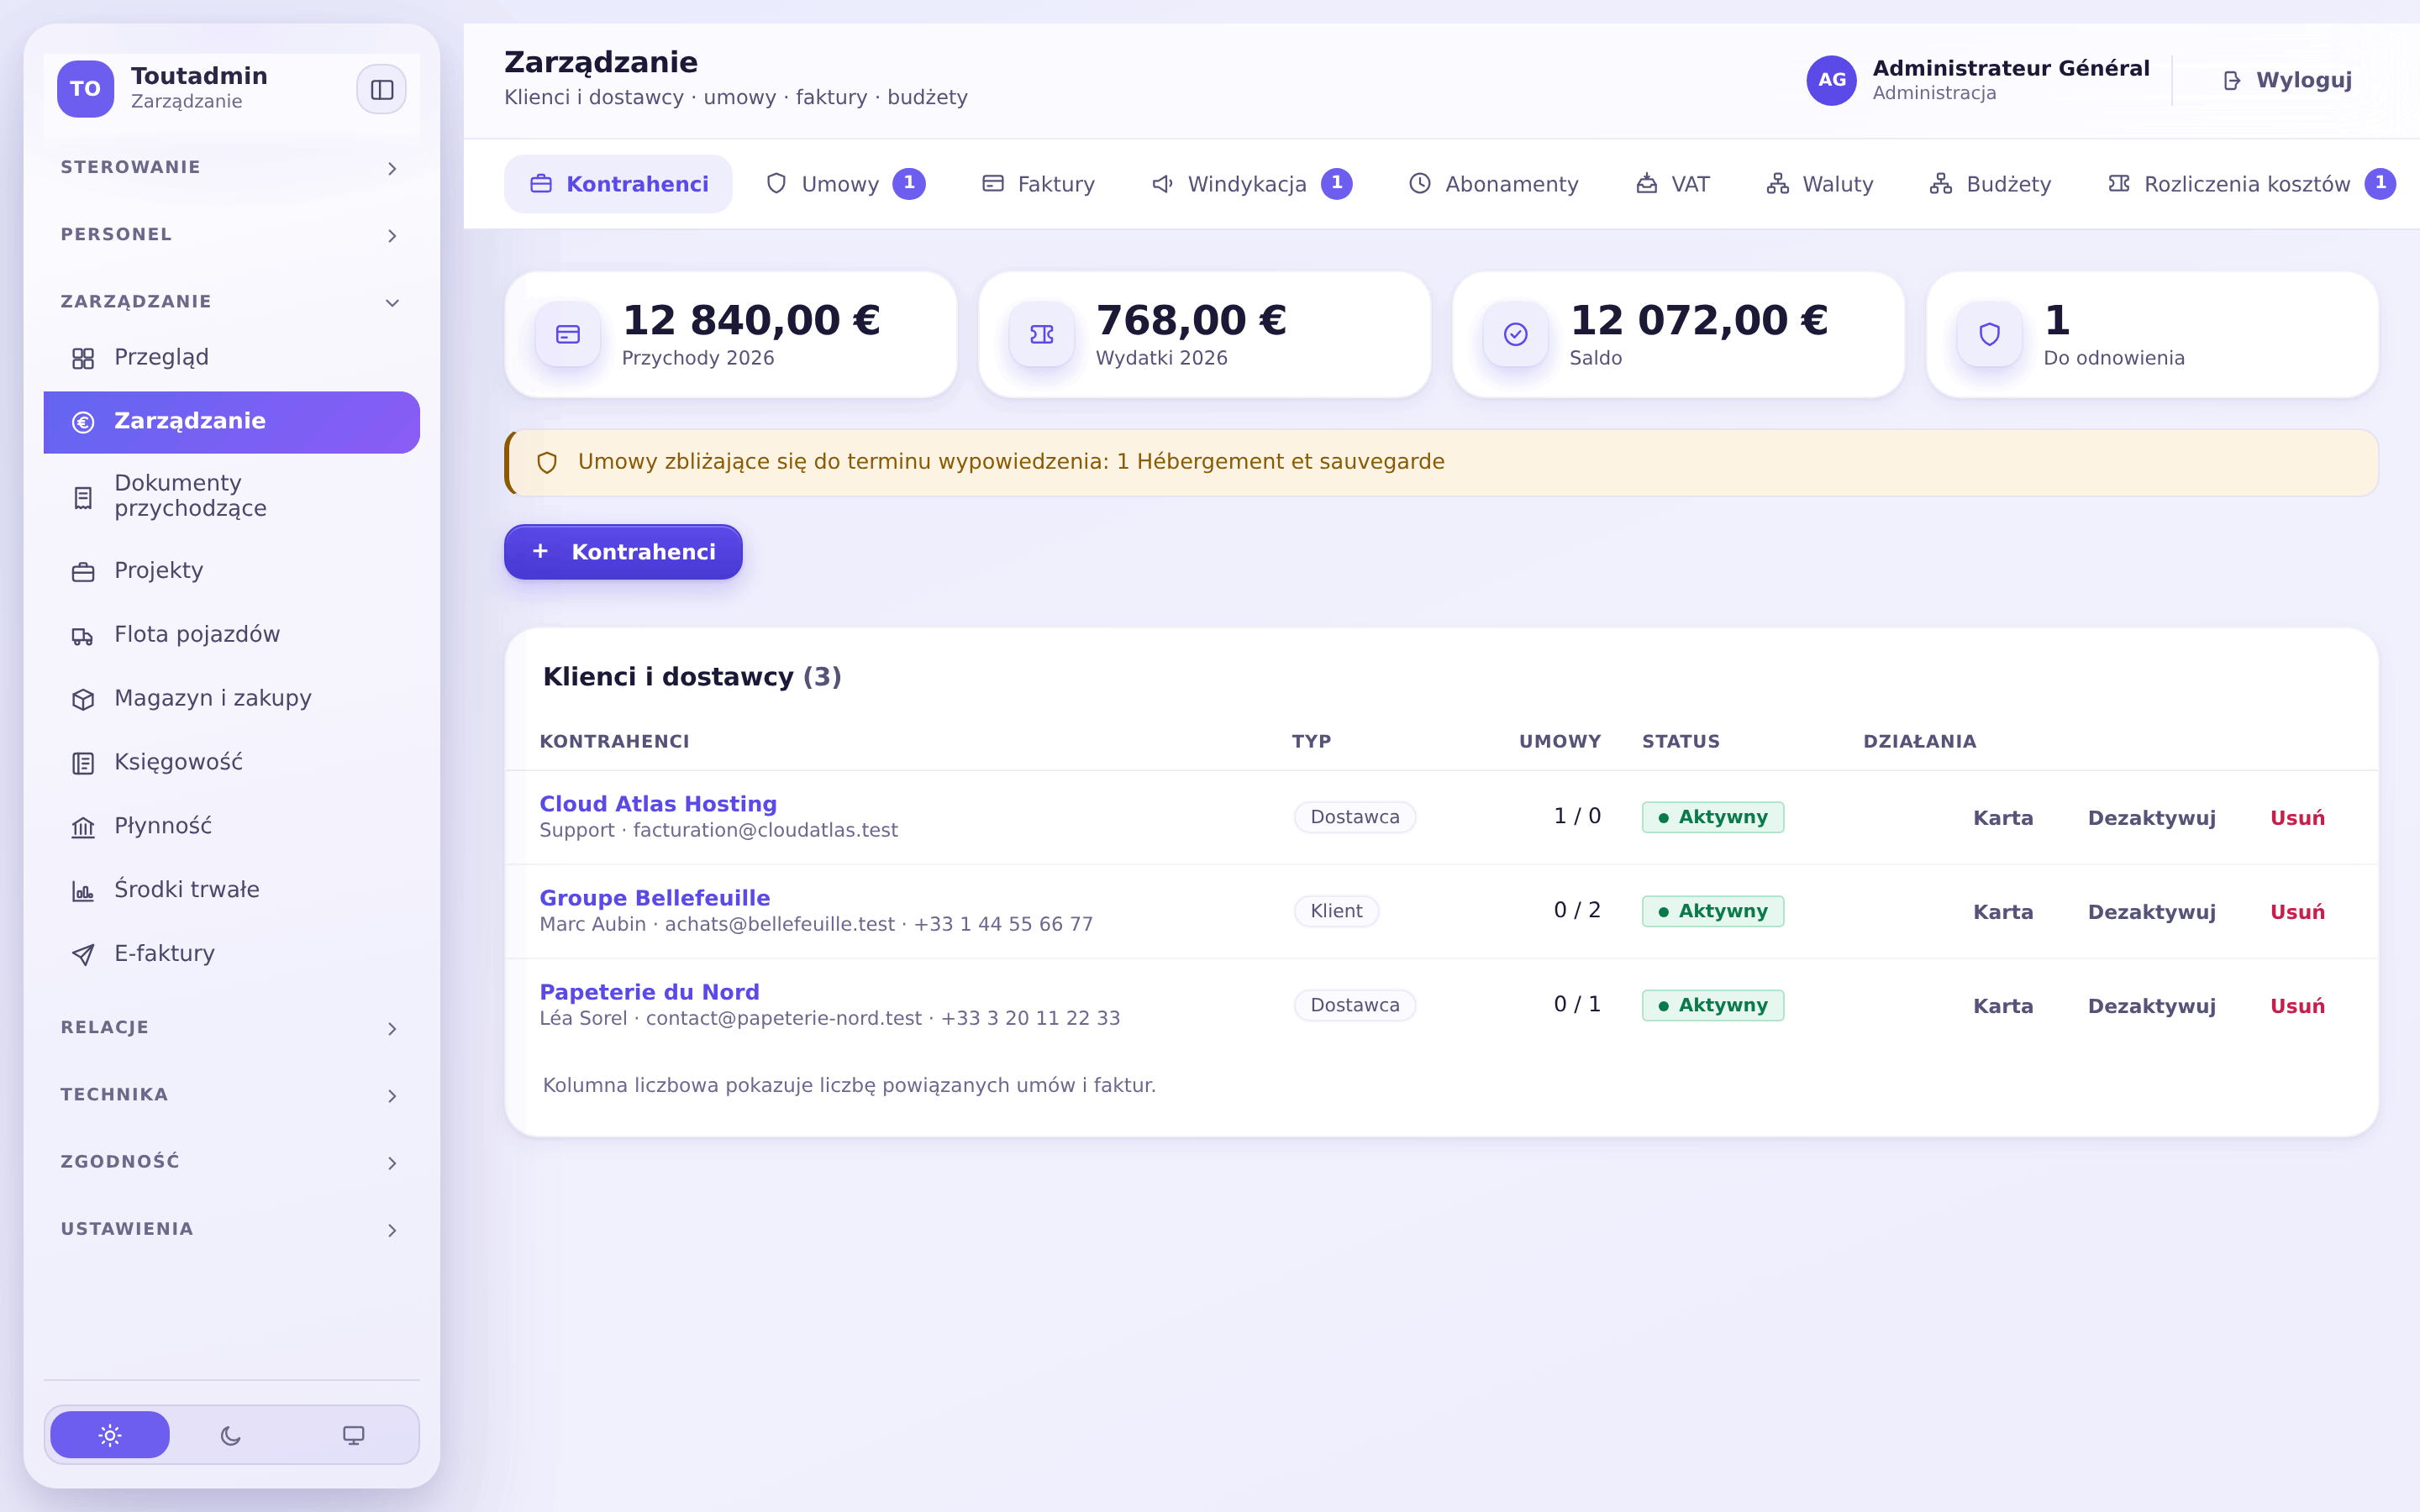 TO
Toutadmin
Zarządzanie
STEROWANIE
PERSONEL
ZARZĄDZANIE
Przegląd
Zarządzanie
Dokumenty
przychodzące
Projekty
Flota pojazdów
Magazyn i zakupy
Księgowość
Płynność
Środki trwałe
E-faktury
RELACJE
TECHNIKA
ZGODNOŚĆ
USTAWIENIA
Zarządzanie
Klienci i dostawcy · umowy · faktury · budżety
AG
Administrateur Général
Administracja
Wyloguj
Kontrahenci
Umowy 1
Faktury
Windykacja 1
Abonamenty
VAT
Waluty
Budżety
Rozliczenia kosztów 1
12 840,00 €
Przychody 2026
768,00 €
Wydatki 2026
12 072,00 €
Saldo
1
Do odnowienia
Umowy zbliżające się do terminu wypowiedzenia: 1 Hébergement et sauvegarde
+ Kontrahenci
Klienci i dostawcy (3)
KONTRAHENCI TYP UMOWY STATUS DZIAŁANIA
Cloud Atlas Hosting
Support · facturation@cloudatlas.test
Dostawca 1 / 0 Aktywny Karta Dezaktywuj Usuń
Groupe Bellefeuille
Marc Aubin · achats@bellefeuille.test · +33 1 44 55 66 77
Klient 0 / 2 Aktywny Karta Dezaktywuj Usuń
Papeterie du Nord
Léa Sorel · contact@papeterie-nord.test · +33 3 20 11 22 33
Dostawca 0 / 1 Aktywny Karta Dezaktywuj Usuń
Kolumna liczbowa pokazuje liczbę powiązanych umów i faktur.